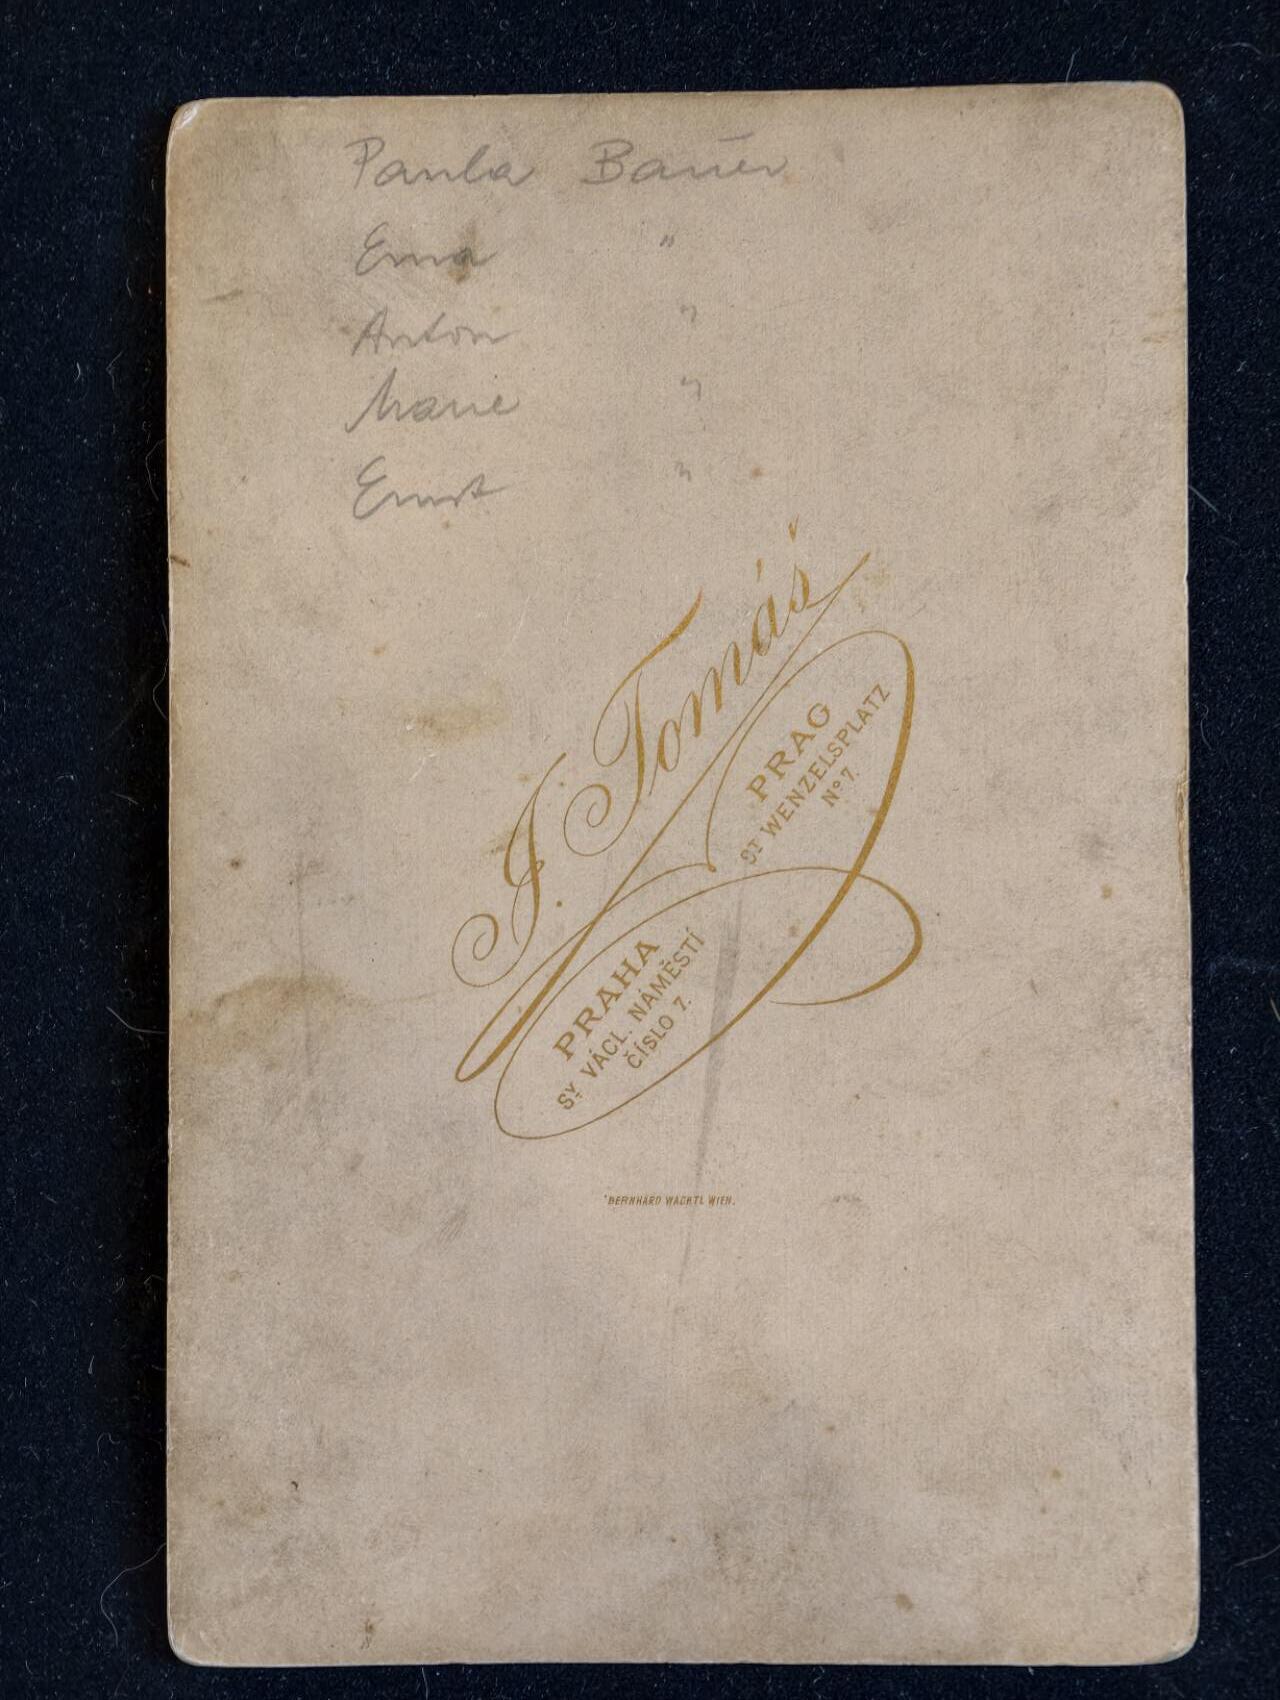 Paula Bauer
Erna "
Anton "
Marie "
Ernst "
J. Tomáš
PRAG
ST WENZELSPLATZ
No 7.
PRAHA
SV. VÁCL. NÁMĚSTÍ
ČÍSLO 7.
BERNHARD WACHTL WIEN.